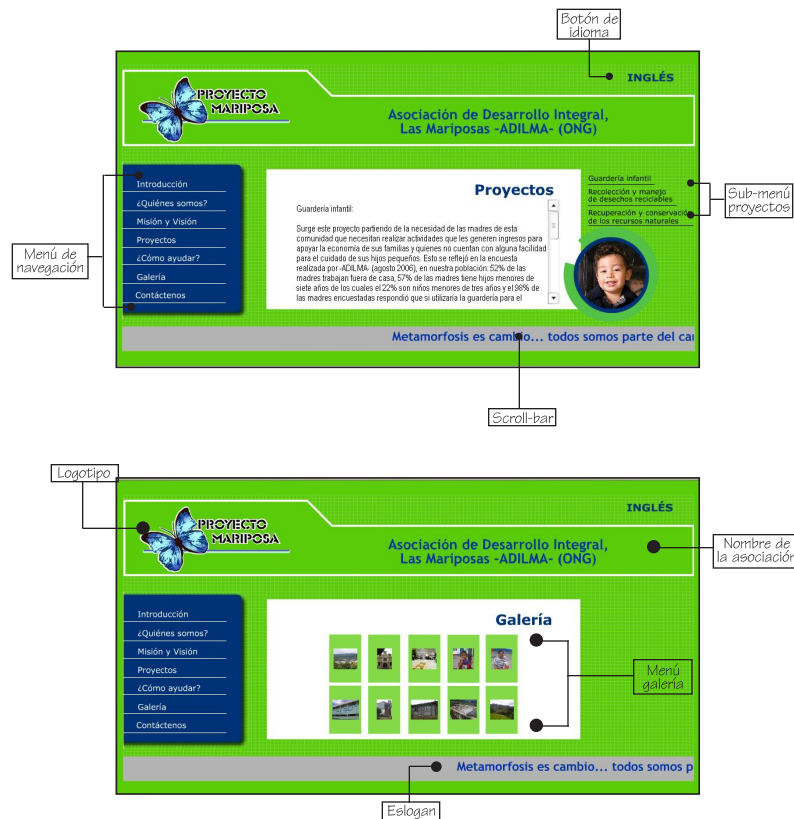 Botón de
idioma
INGLÉS
PROYECTO
MARIPOSA
Asociación de Desarrollo Integral,
Las Mariposas -ADILMA- (ONG)
Introducción
¿Quiénes somos?
Misión y Visión
Proyectos
¿Cómo ayudar?
Galería
Contáctenos
Menú de
navegación
Proyectos
Guardería infantil:
Surge este proyecto partiendo de la necesidad de las madres de esta
comunidad que necesitan realizar actividades que les generen ingresos para
apoyar la economía de sus familias y quienes no cuentan con alguna facilidad
para el cuidado de sus hijos pequeños. Esto se reflejó en la encuesta
realizada por -ADILMA- (agosto 2006), en nuestra población: 52% de las
madres trabajan fuera de casa, 57% de las madres tiene hijos menores de
siete años de los cuales el 22% son niños menores de tres años y el 98% de
las madres encuestadas respondió que si utilizaría la guardería para el
Guardería infantil
Recolección y manejo
de desechos reciclables
Recuperación y conservació
de los recursos naturales
Sub-menú
proyectos
Metamorfosis es cambio... todos somos parte del ca
Scroll-bar
Logotipo
INGLÉS
PROYECTO
MARIPOSA
Asociación de Desarrollo Integral,
Las Mariposas -ADILMA- (ONG)
Nombre de
la asociación
Introducción
¿Quiénes somos?
Misión y Visión
Proyectos
¿Cómo ayudar?
Galería
Contáctenos
Galería
Menú
galería
Metamorfosis es cambio... todos somos p
Eslogan